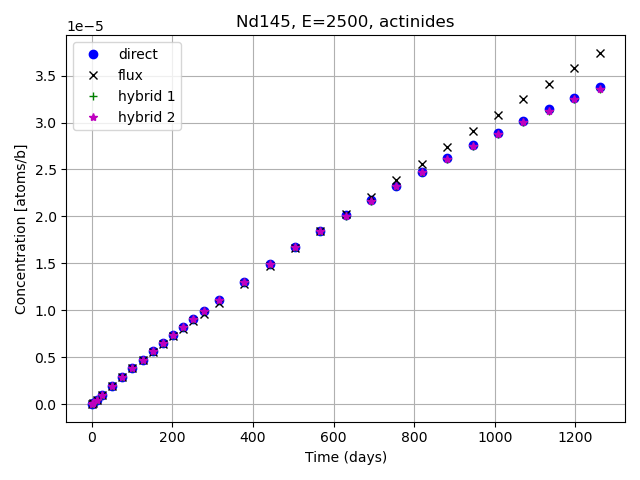 Nd145, E=2500, actinides
1e−5
direct
flux
hybrid 1
hybrid 2
3.5
3.0
2.5
2.0
1.5
1.0
0.5
0.0
Concentration [atoms/b]
0 200 400 600 800 1000 1200
Time (days)